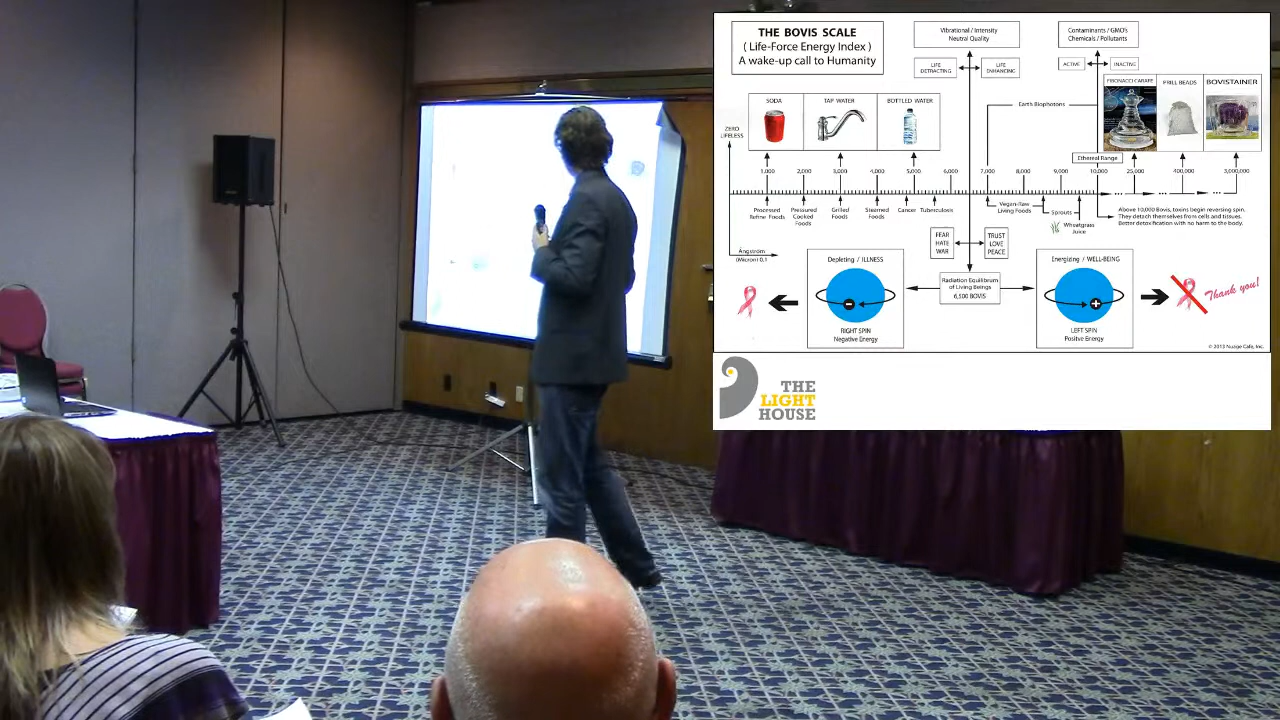 THE BOVIS SCALE
( Life-Force Energy Index )
A wake-up call to Humanity
Vibrational / Intensity
Neutral Quality
LIFE
DETRACTING
LIFE
ENHANCING
Contaminants / GMO's
Chemicals / Pollutants
ACTIVE
INACTIVE
SODA
TAP WATER
BOTTLED WATER
Earth Biophotons
FIBONACCI CARAFE
PRILL BEADS
BOVISTAINER
ZERO
LIFELESS
Ethereal Range
1,000
2,000
3,000
4,000
5,000
6,000
7,000
8,000
9,000
10,000
25,000
400,000
3,000,000
Processed
Refine Foods
Pressured
Cooked
Foods
Grilled
Foods
Steamed
Foods
Cancer
Tuberculosis
Vegan-Raw
Living Foods
Sprouts
Wheatgrass
Juice
Above 10,000 Bovis, toxins begin reversing spin.
They detach themselves from cells and tissues.
Better detoxification with no harm to the body.
FEAR
HATE
WAR
TRUST
LOVE
PEACE
Angström
(Micron) 0,1
Depleting / ILLNESS
RIGHT SPIN
Negative Energy
Radiation Equilibrium
of Living Beings
6,500 BOVIS
Energizing / WELL-BEING
LEFT SPIN
Positve Energy
Thank you!
© 2013 Nuage Cafe, Inc.
THE
LIGHT
HOUSE